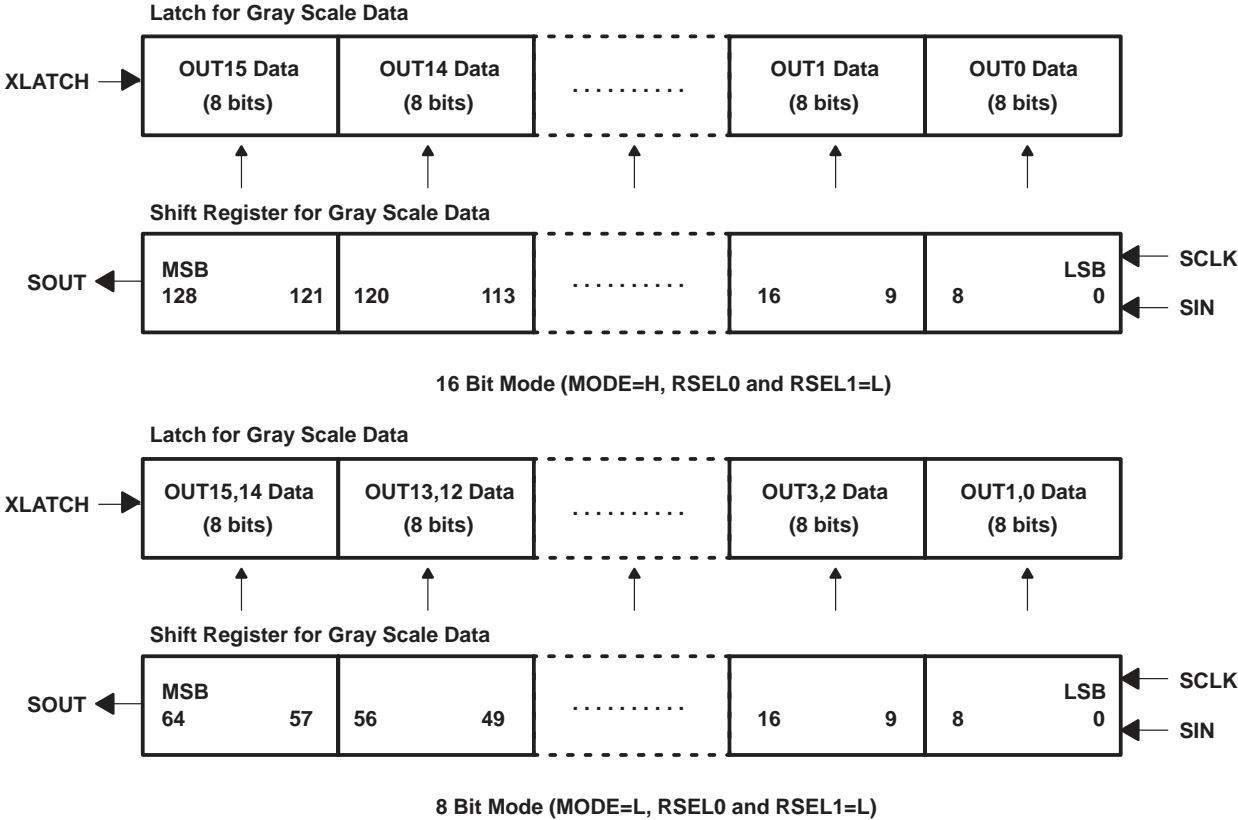 Latch for Gray Scale Data
XLATCH
OUT15 Data
(8 bits)
OUT14 Data
(8 bits)
. . . . . . . . . .
OUT1 Data
(8 bits)
OUT0 Data
(8 bits)
Shift Register for Gray Scale Data
SOUT
MSB
128 121
120 113
. . . . . . . . . .
16 9
LSB
8 0
SCLK
SIN
16 Bit Mode (MODE=H, RSEL0 and RSEL1=L)
Latch for Gray Scale Data
XLATCH
OUT15,14 Data
(8 bits)
OUT13,12 Data
(8 bits)
. . . . . . . . . .
OUT3,2 Data
(8 bits)
OUT1,0 Data
(8 bits)
Shift Register for Gray Scale Data
SOUT
MSB
64 57
56 49
. . . . . . . . . .
16 9
LSB
8 0
SCLK
SIN
8 Bit Mode (MODE=L, RSEL0 and RSEL1=L)